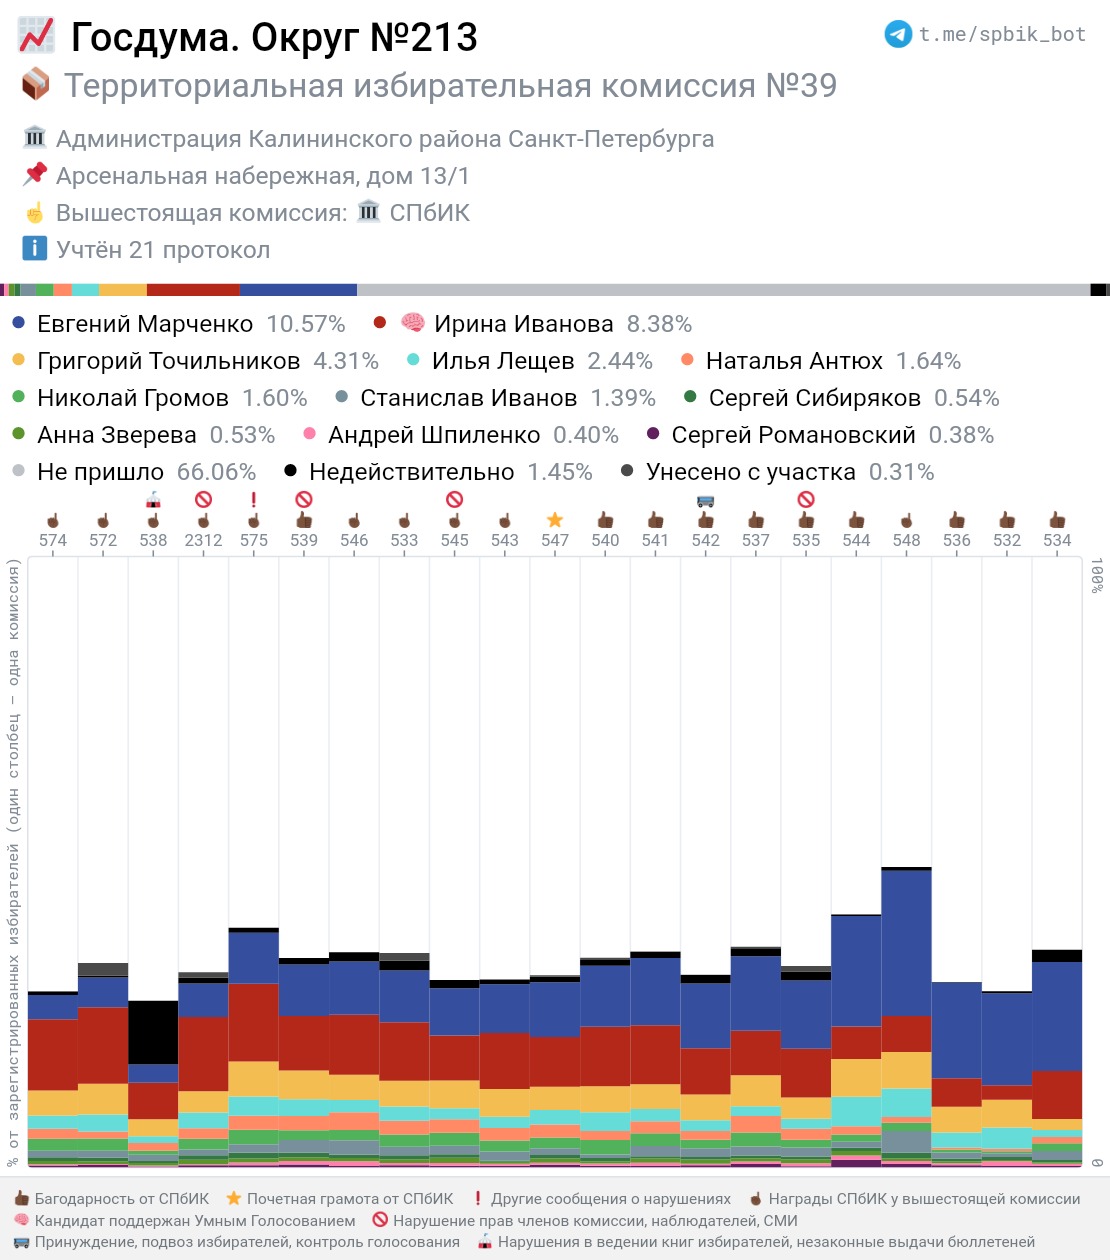 Госдума. Округ №213
t.me/spbik_bot
Территориальная избирательная комиссия №39
Администрация Калининского района Санкт-Петербурга
Арсенальная набережная, дом 13/1
Вышестоящая комиссия: СПбИК
Учтён 21 протокол
Евгений Марченко 10.57% Ирина Иванова 8.38%
Григорий Точильников 4.31% Илья Лещев 2.44% Наталья Антюх 1.64%
Николай Громов 1.60% Станислав Иванов 1.39% Сергей Сибиряков 0.54%
Анна Зверева 0.53% Андрей Шпиленко 0.40% Сергей Романовский 0.38%
Не пришло 66.06% Недействительно 1.45% Унесено с участка 0.31%
574 572 538 2312 575 539 546 533 545 543 547 540 541 542 537 535 544 548 536 532 534
% от зарегистрированных избирателей (один столбец – одна комиссия)
100%
0
Багодарность от СПбИК Почетная грамота от СПбИК Другие сообщения о нарушениях Награды СПбИК у вышестоящей комиссии
Кандидат поддержан Умным Голосованием Нарушение прав членов комиссии, наблюдателей, СМИ
Принуждение, подвоз избирателей, контроль голосования Нарушения в ведении книг избирателей, незаконные выдачи бюллетеней